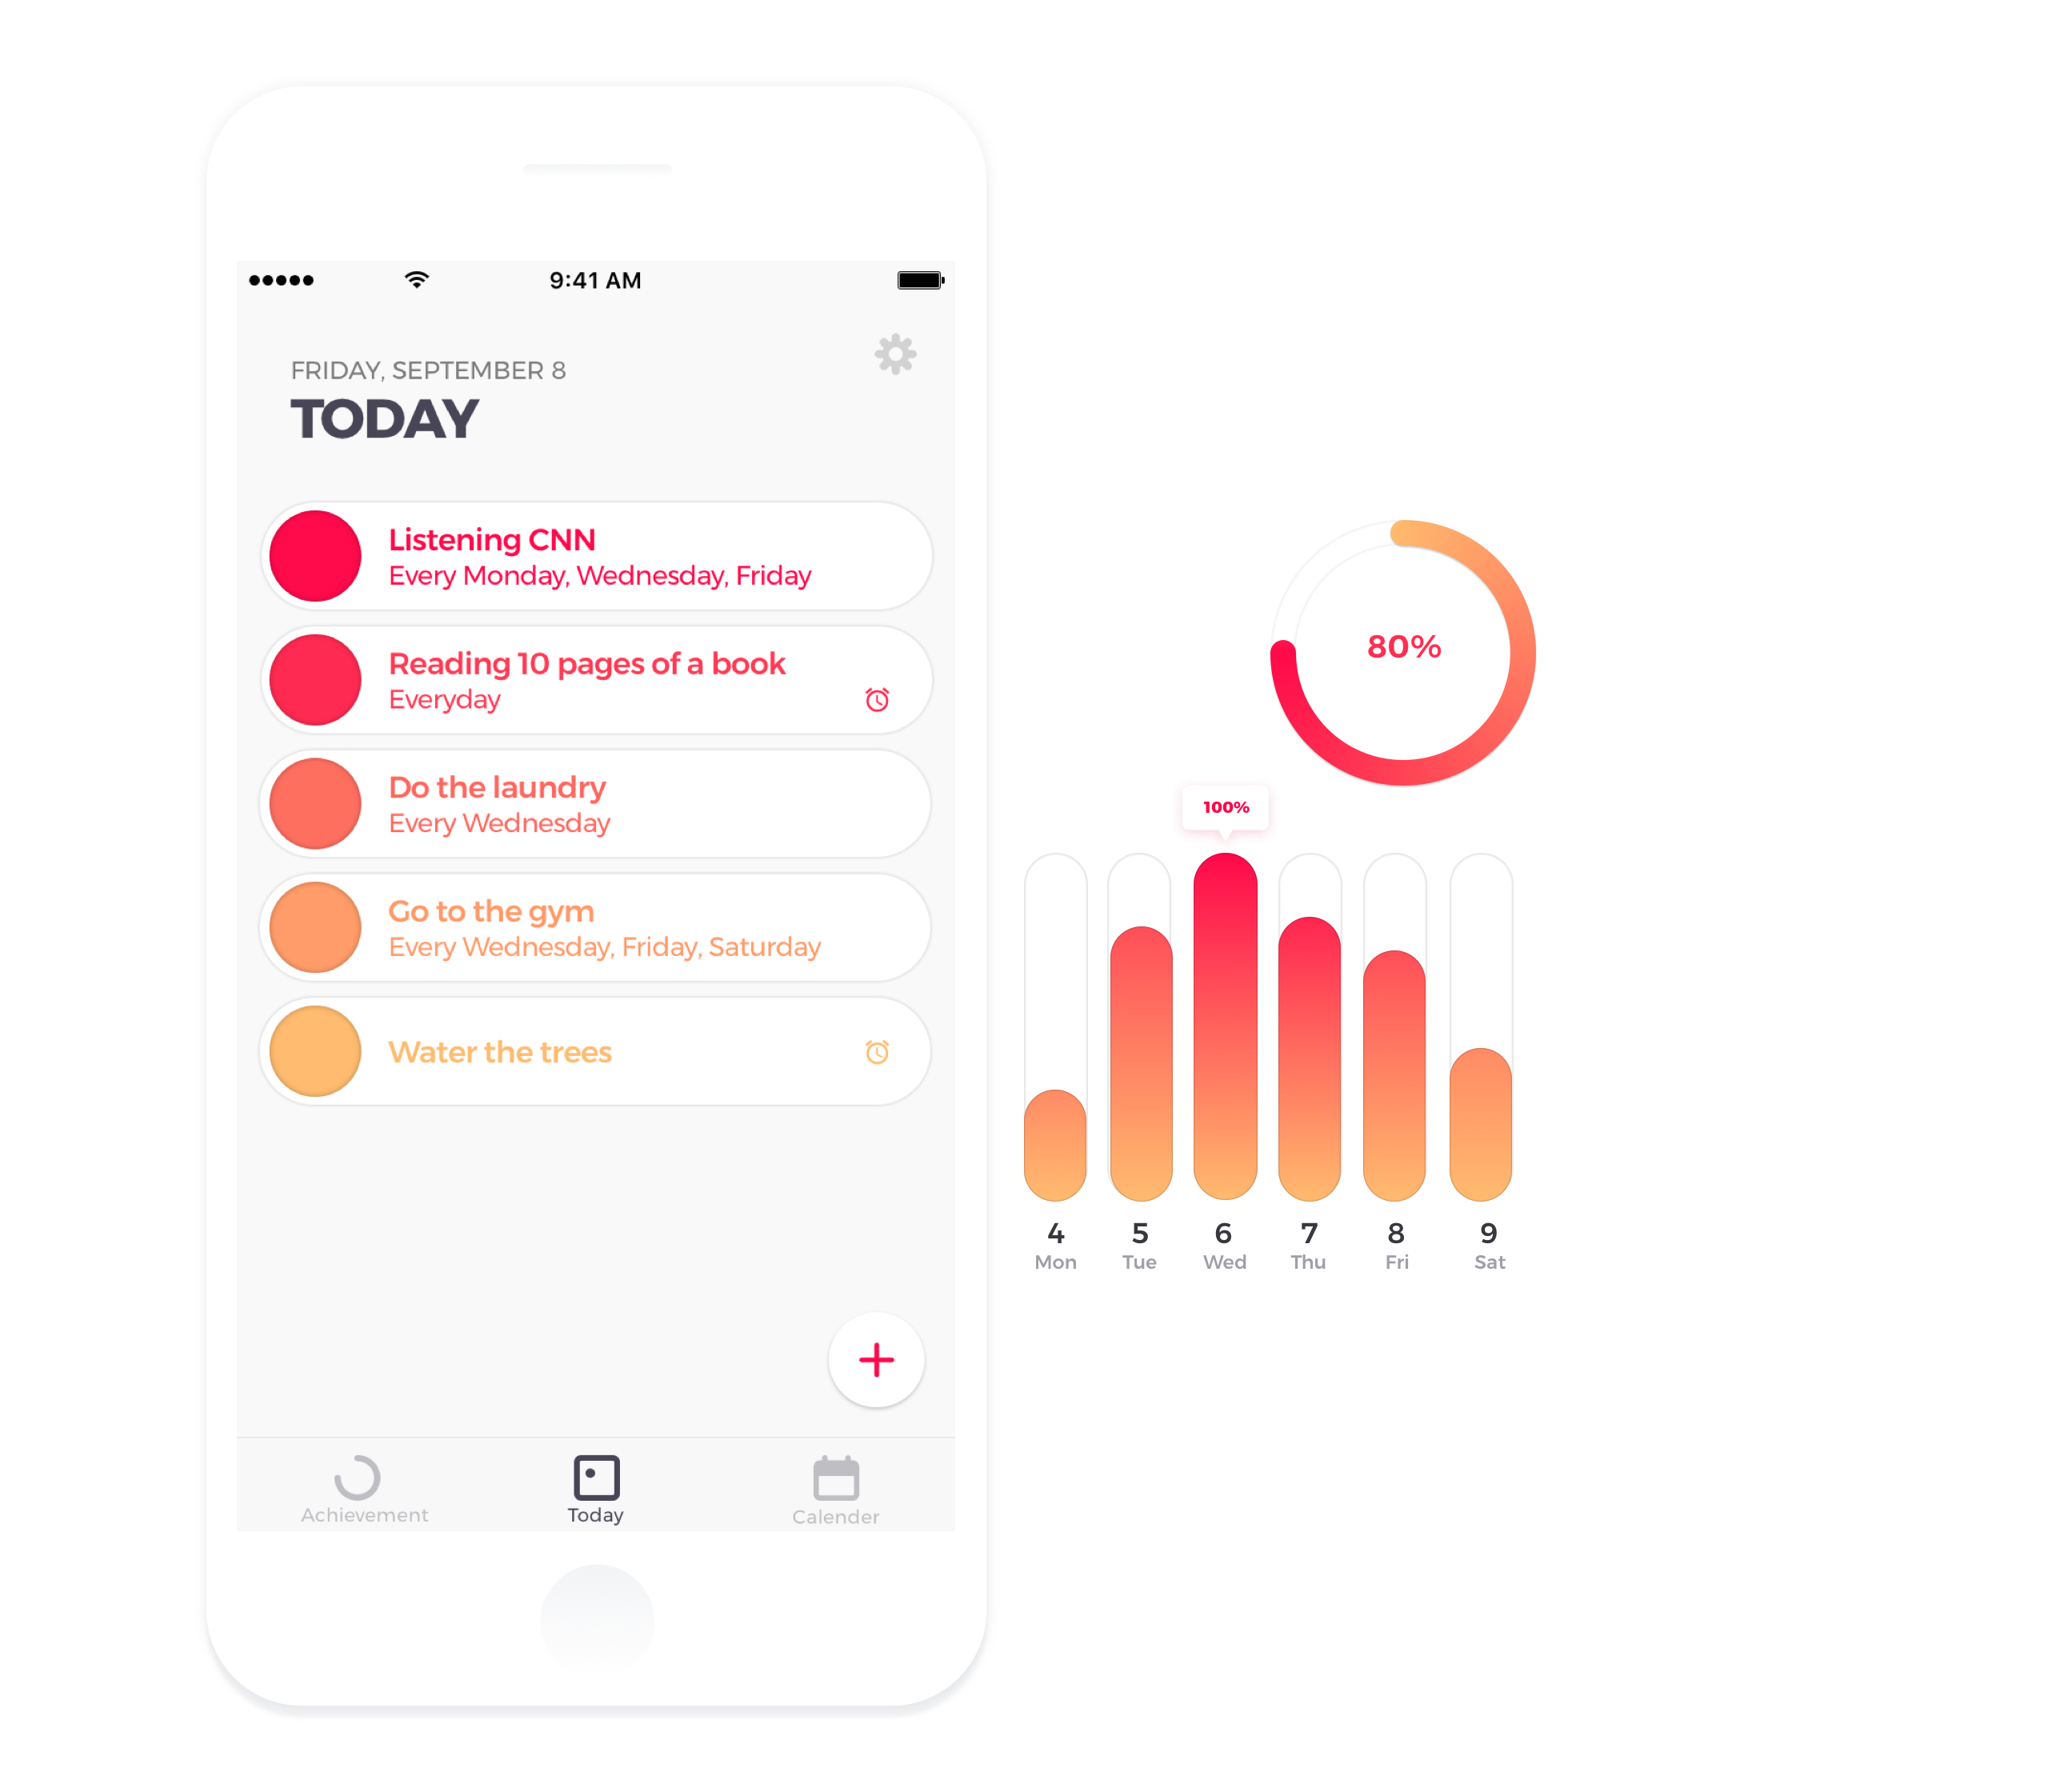 9:41 AM
FRIDAY, SEPTEMBER 8
TODAY
Listening CNN
Every Monday, Wednesday, Friday
Reading 10 pages of a book
Everyday
Do the laundry
Every Wednesday
Go to the gym
Every Wednesday, Friday, Saturday
Water the trees
Achievement
Today
Calender
80%
100%
4 5 6 7 8 9
Mon Tue Wed Thu Fri Sat